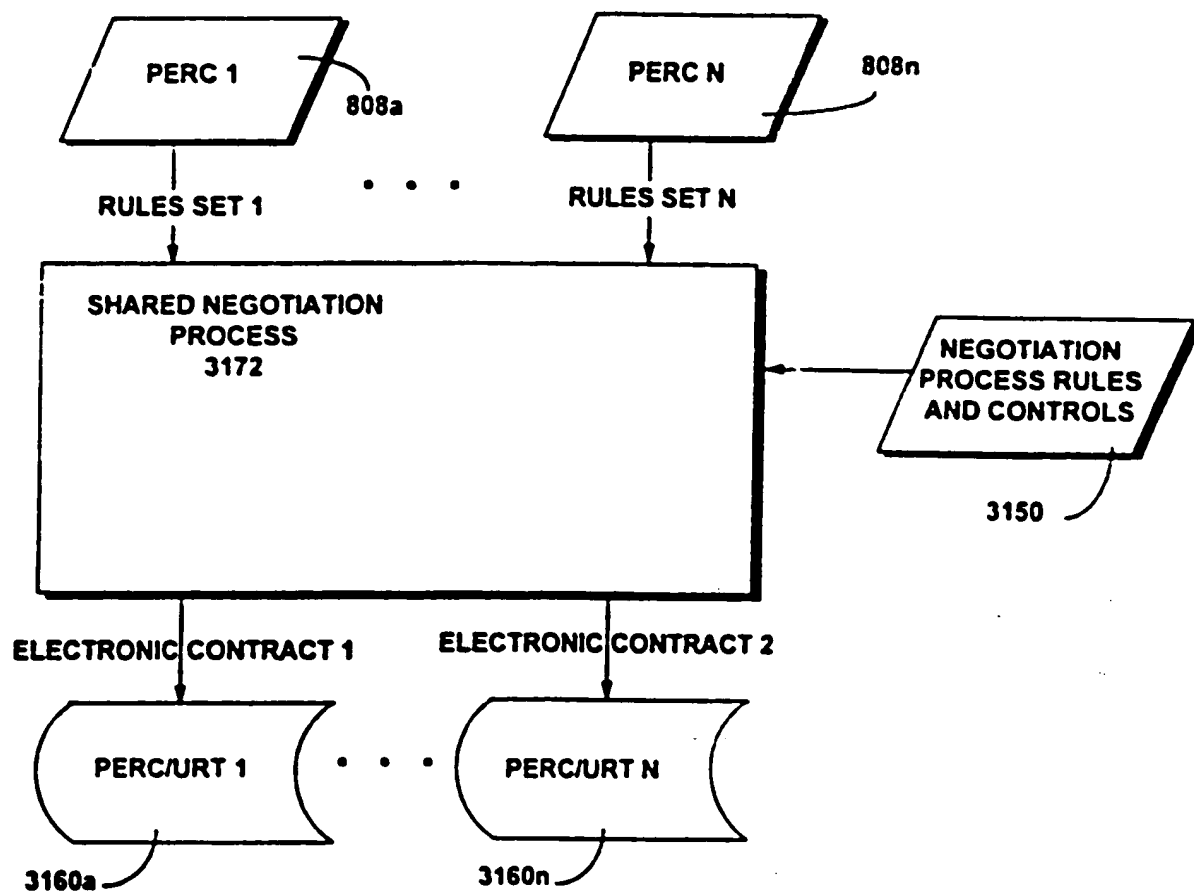 PERC 1
808a
PERC N
808n
RULES SET 1
RULES SET N
SHARED NEGOTIATION
PROCESS
3172
NEGOTIATION
PROCESS RULES
AND CONTROLS
3150
ELECTRONIC CONTRACT 1
ELECTRONIC CONTRACT 2
PERC/URT 1
PERC/URT N
3160a
3160n